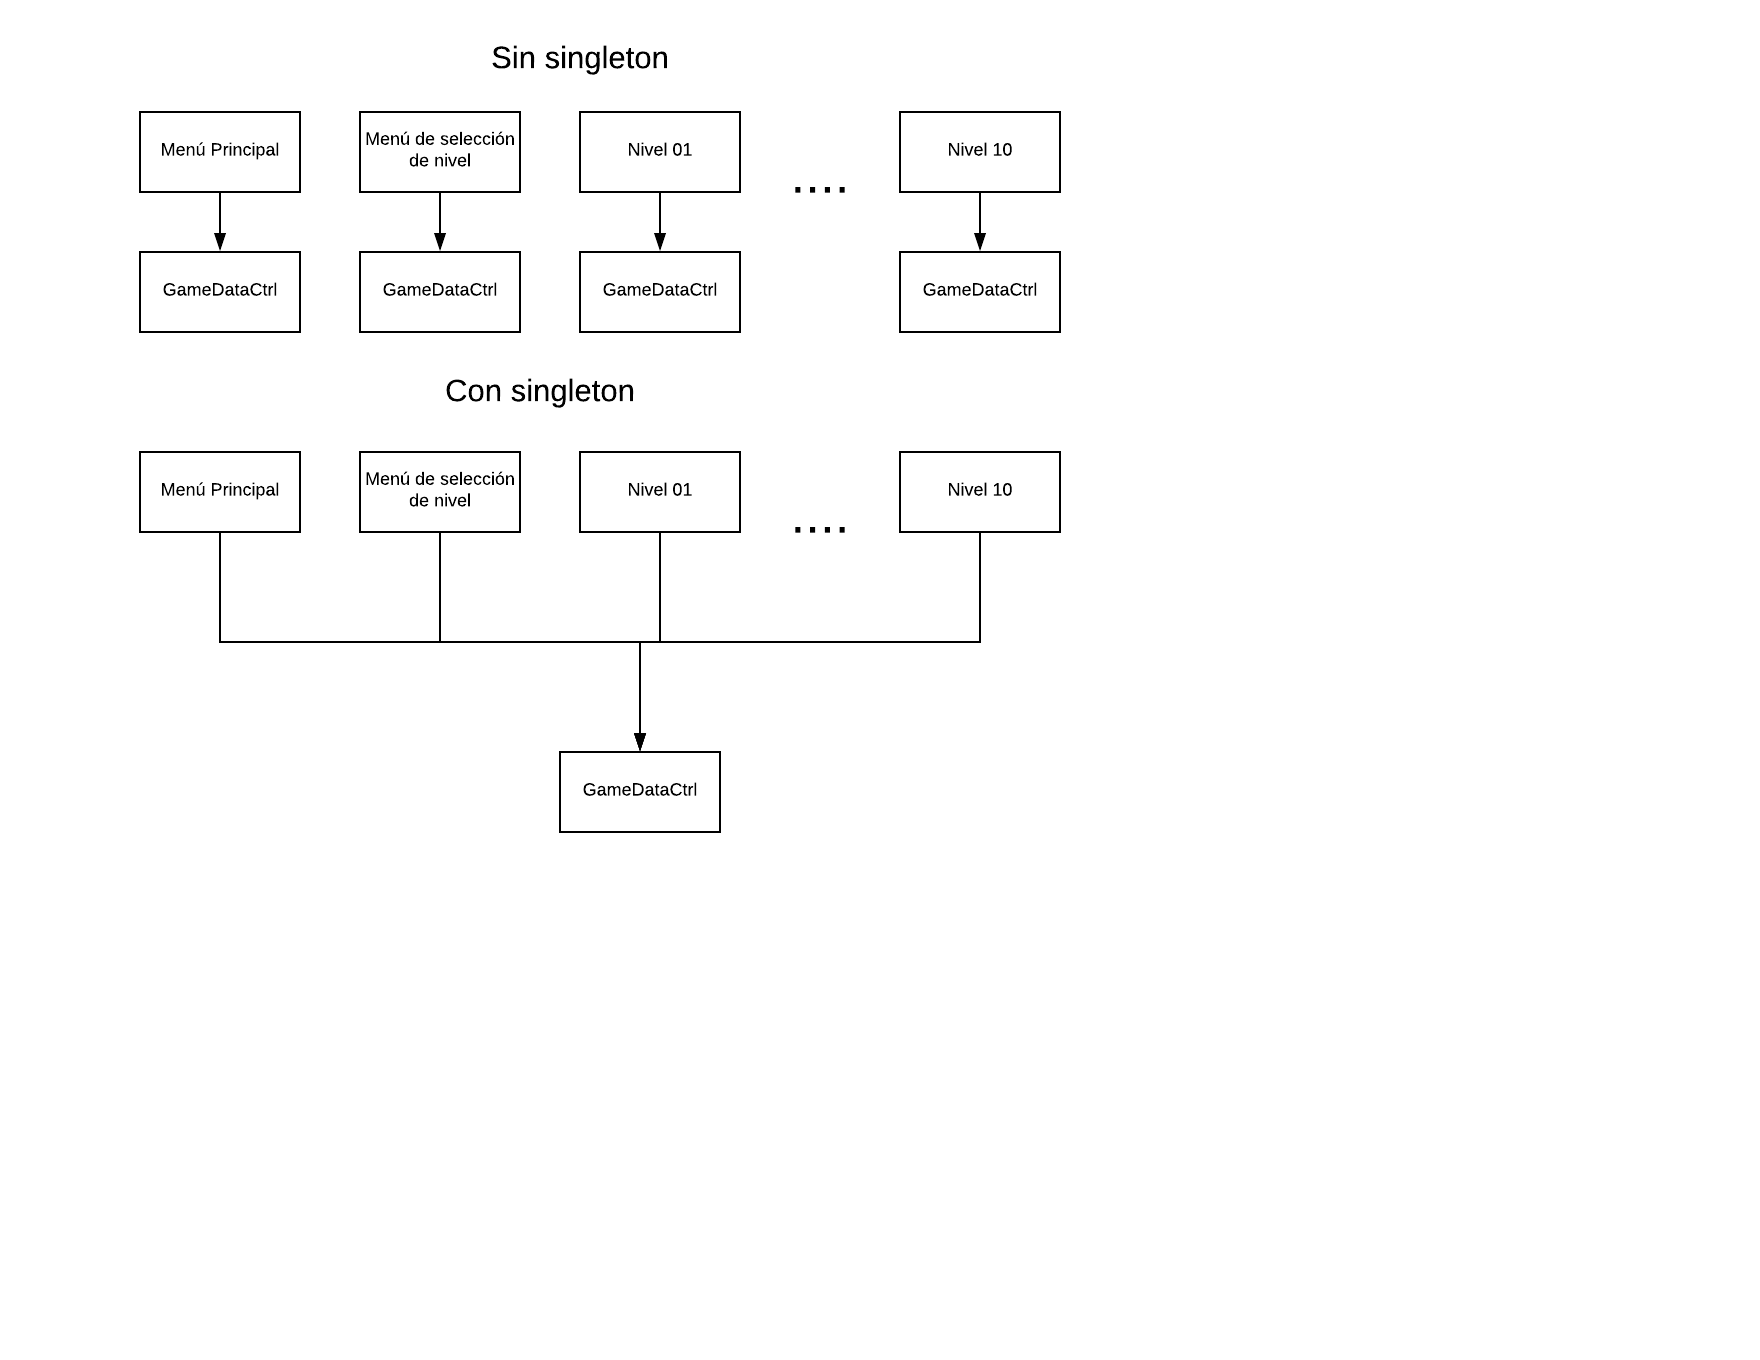 Sin singleton
Menú Principal
Menú de selección
de nivel
Nivel 01
....
Nivel 10
GameDataCtrl
GameDataCtrl
GameDataCtrl
GameDataCtrl
Con singleton
Menú Principal
Menú de selección
de nivel
Nivel 01
....
Nivel 10
GameDataCtrl